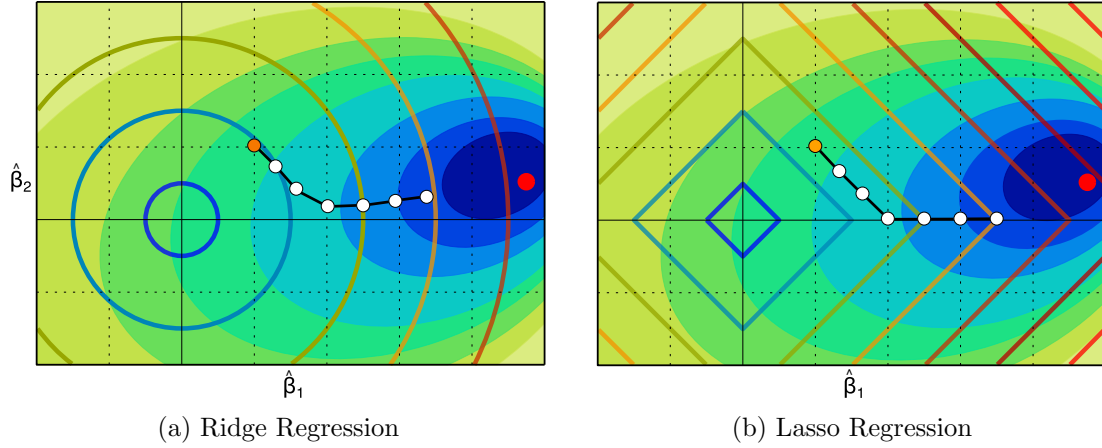 β̂₂
β̂₁
β̂₁
(a) Ridge Regression
(b) Lasso Regression